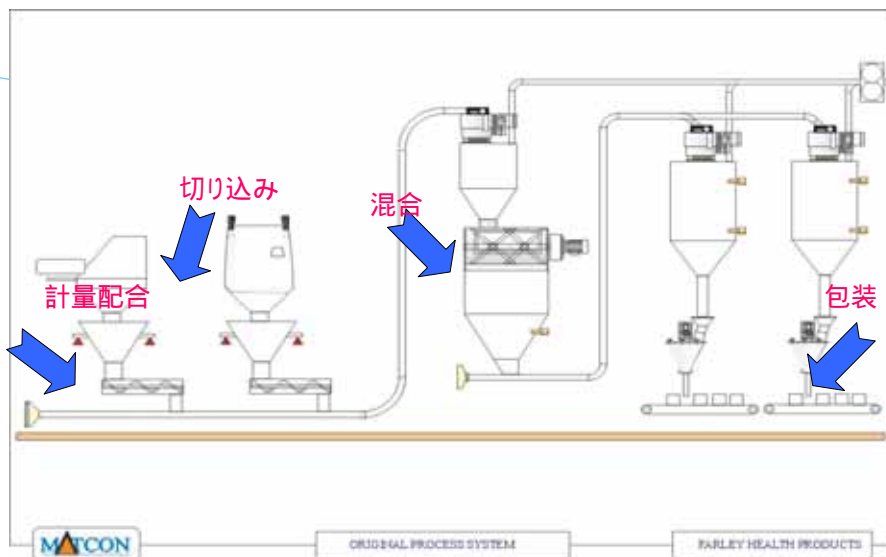 切り込み
混合
計量配合
包装
MATCON
ORIGINAL PROCESS SYSTEM
FARLEY HEALTH PRODUCTS